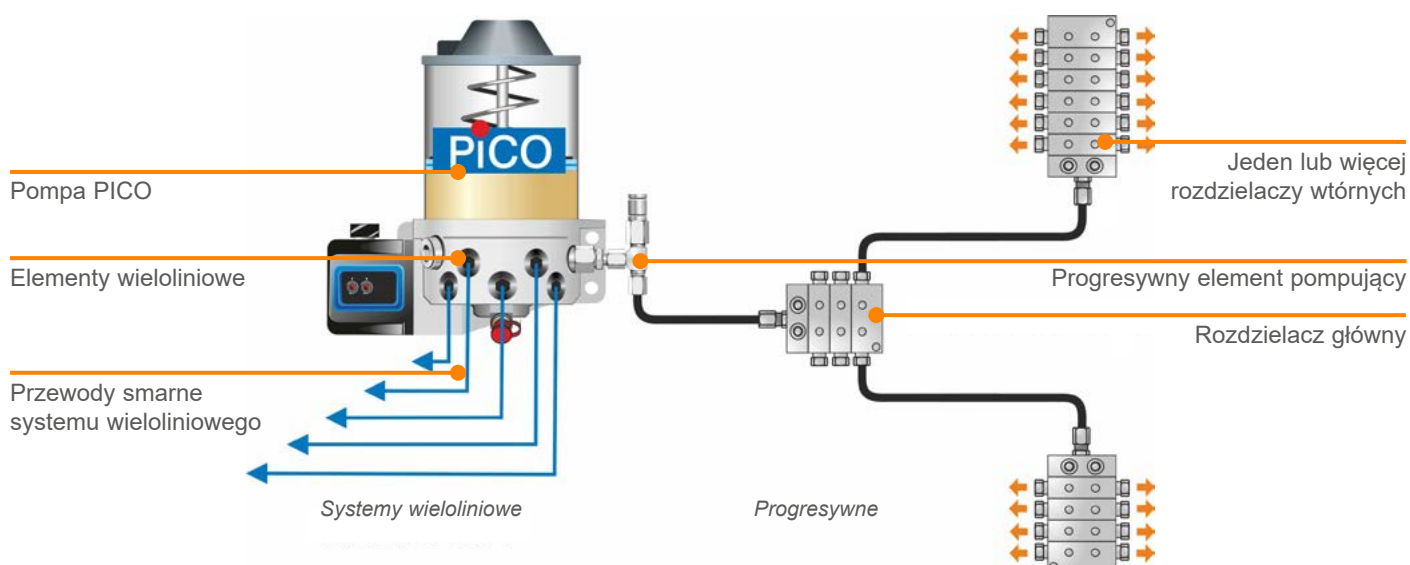 PiCO
Pompa PICO
Elementy wieloliniowe
Przewody smarne
systemu wieloliniowego
Jeden lub więcej
rozdzielaczy wtórnych
Progresywny element pompujący
Rozdzielacz główny
Systemy wieloliniowe
Progresywne